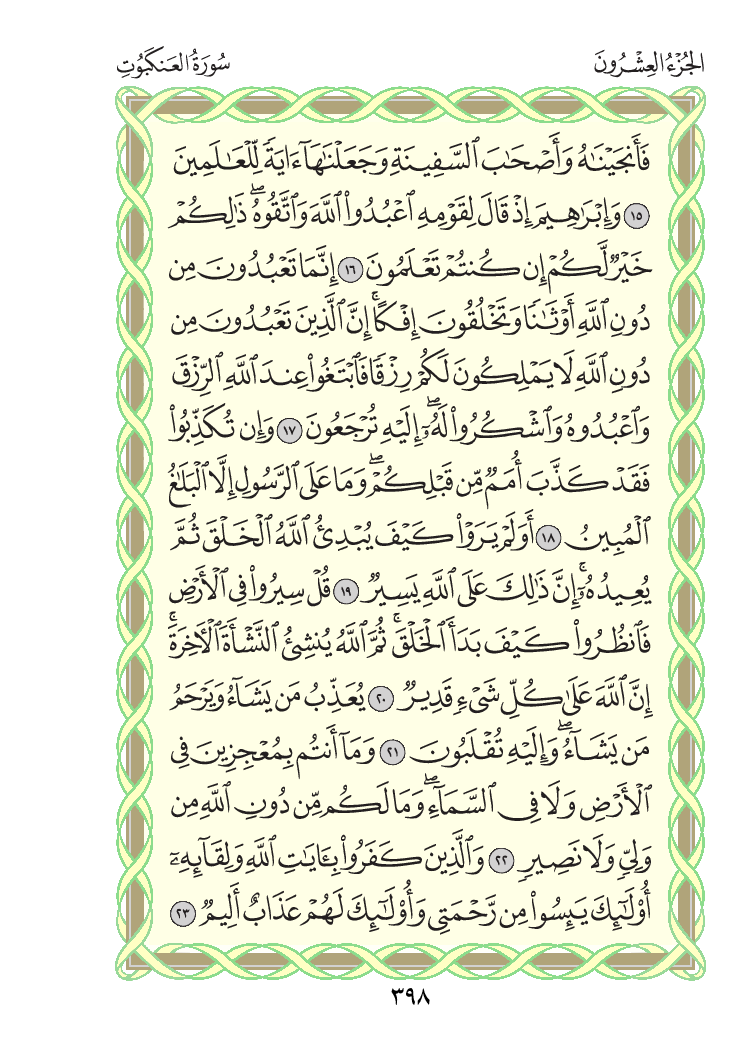 الجُزْءُ العِشْرُونَ
سُورَةُ العَنكَبُوتِ
فَأَنجَيْنَٰهُ وَأَصْحَٰبَ ٱلسَّفِينَةِ وَجَعَلْنَٰهَآ ءَايَةً لِّلْعَٰلَمِينَ
١٥ وَإِبْرَٰهِيمَ إِذْ قَالَ لِقَوْمِهِ ٱعْبُدُوا۟ ٱللَّهَ وَٱتَّقُوهُ ۖ ذَٰلِكُمْ
خَيْرٌ لَّكُمْ إِن كُنتُمْ تَعْلَمُونَ ١٦ إِنَّمَا تَعْبُدُونَ مِن
دُونِ ٱللَّهِ أَوْثَٰنًا وَتَخْلُقُونَ إِفْكًا ۚ إِنَّ ٱلَّذِينَ تَعْبُدُونَ مِن
دُونِ ٱللَّهِ لَا يَمْلِكُونَ لَكُمْ رِزْقًا فَٱبْتَغُوا۟ عِندَ ٱللَّهِ ٱلرِّزْقَ
وَٱعْبُدُوهُ وَٱشْكُرُوا۟ لَهُۥٓ ۖ إِلَيْهِ تُرْجَعُونَ ١٧ وَإِن تُكَذِّبُوا۟
فَقَدْ كَذَّبَ أُمَمٌ مِّن قَبْلِكُمْ ۖ وَمَا عَلَى ٱلرَّسُولِ إِلَّا ٱلْبَلَٰغُ
ٱلْمُبِينُ ١٨ أَوَلَمْ يَرَوْا۟ كَيْفَ يُبْدِئُ ٱللَّهُ ٱلْخَلْقَ ثُمَّ
يُعِيدُهُۥٓ ۚ إِنَّ ذَٰلِكَ عَلَى ٱللَّهِ يَسِيرٌ ١٩ قُلْ سِيرُوا۟ فِى ٱلْأَرْضِ
فَٱنظُرُوا۟ كَيْفَ بَدَأَ ٱلْخَلْقَ ۚ ثُمَّ ٱللَّهُ يُنشِئُ ٱلنَّشْأَةَ ٱلْءَاخِرَةَ ۚ
إِنَّ ٱللَّهَ عَلَىٰ كُلِّ شَىْءٍ قَدِيرٌ ٢٠ يُعَذِّبُ مَن يَشَآءُ وَيَرْحَمُ
مَن يَشَآءُ ۖ وَإِلَيْهِ تُقْلَبُونَ ٢١ وَمَآ أَنتُم بِمُعْجِزِينَ فِى
ٱلْأَرْضِ وَلَا فِى ٱلسَّمَآءِ ۖ وَمَا لَكُم مِّن دُونِ ٱللَّهِ مِن
وَلِىٍّ وَلَا نَصِيرٍ ٢٢ وَٱلَّذِينَ كَفَرُوا۟ بِـَٔايَٰتِ ٱللَّهِ وَلِقَآئِهِۦٓ
أُو۟لَٰٓئِكَ يَئِسُوا۟ مِن رَّحْمَتِى وَأُو۟لَٰٓئِكَ لَهُمْ عَذَابٌ أَلِيمٌ ٢٣
٣٩٨